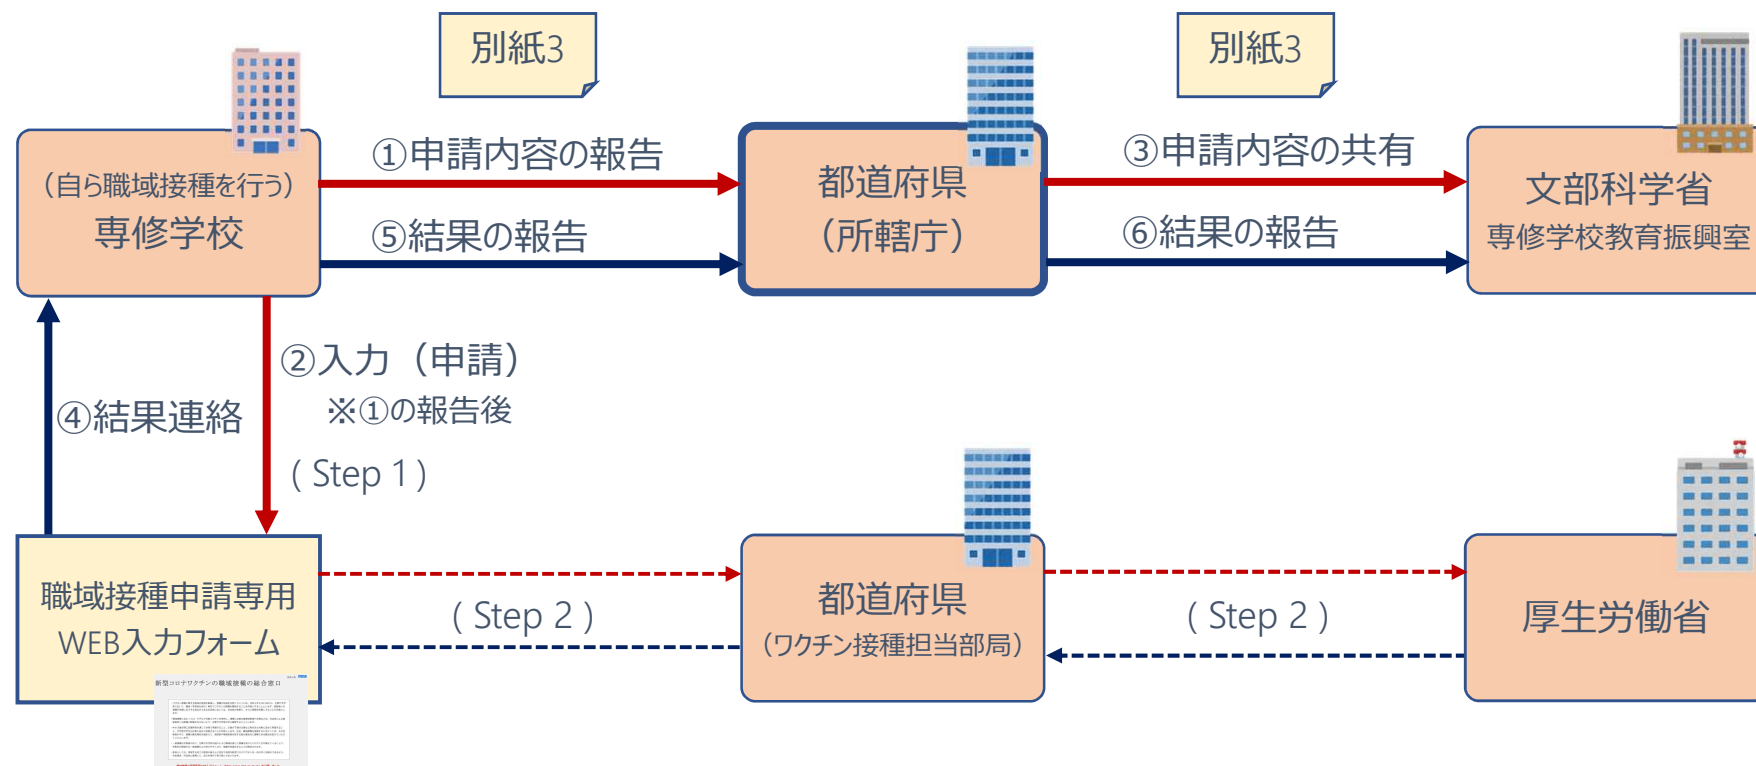 別紙3
別紙3
①申請内容の報告
③申請内容の共有
（自ら職域接種を行う）
専修学校
都道府県
（所轄庁）
文部科学省
専修学校教育振興室
⑤結果の報告
⑥結果の報告
②入力（申請）
※①の報告後
④結果連絡
( Step 1 )
職域接種申請専用
WEB入力フォーム
( Step 2 )
都道府県
（ワクチン接種担当部局）
( Step 2 )
厚生労働省
新型コロナワクチンの職域接種の総合窓口